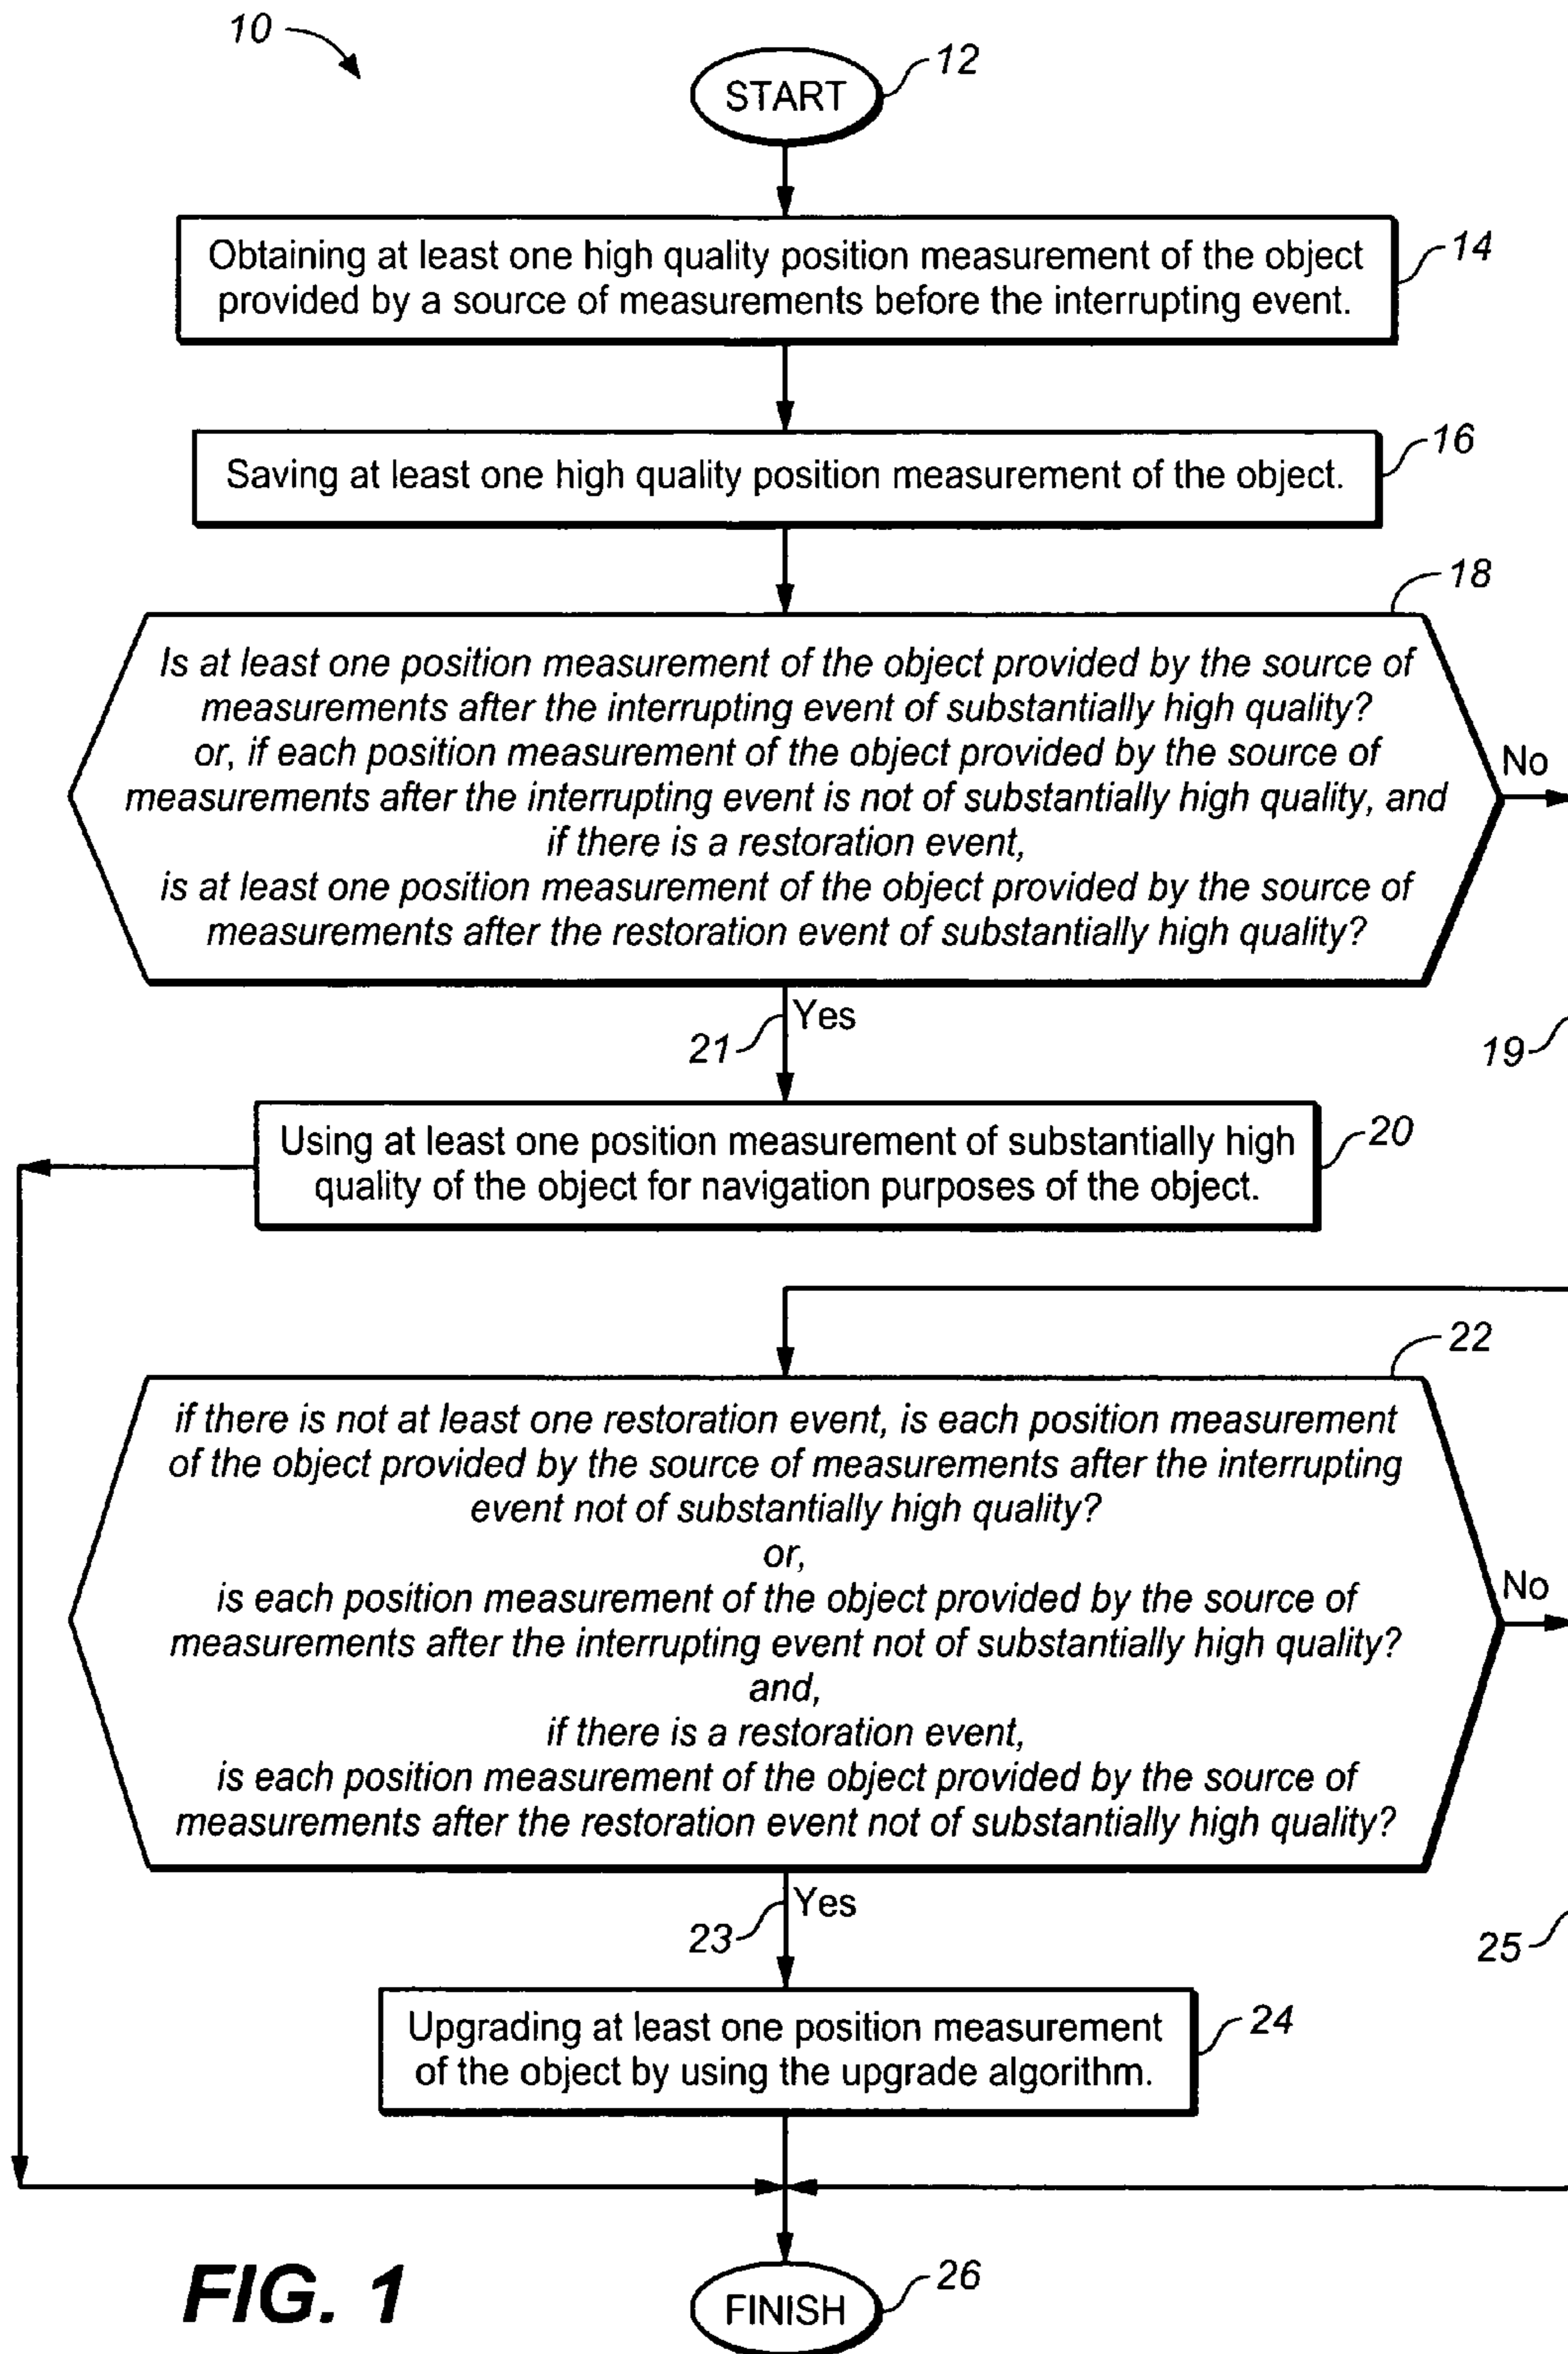 10
START
12
Obtaining at least one high quality position measurement of the object
provided by a source of measurements before the interrupting event.
14
Saving at least one high quality position measurement of the object.
16
18
Is at least one position measurement of the object provided by the source of
measurements after the interrupting event of substantially high quality?
or, if each position measurement of the object provided by the source of
measurements after the interrupting event is not of substantially high quality, and
if there is a restoration event,
is at least one position measurement of the object provided by the source of
measurements after the restoration event of substantially high quality?
No
Yes
21
19
Using at least one position measurement of substantially high
quality of the object for navigation purposes of the object.
20
22
if there is not at least one restoration event, is each position measurement
of the object provided by the source of measurements after the interrupting
event not of substantially high quality?
or,
is each position measurement of the object provided by the source of
measurements after the interrupting event not of substantially high quality?
and,
if there is a restoration event,
is each position measurement of the object provided by the source of
measurements after the restoration event not of substantially high quality?
No
Yes
23
25
Upgrading at least one position measurement
of the object by using the upgrade algorithm.
24
FIG. 1
FINISH
26